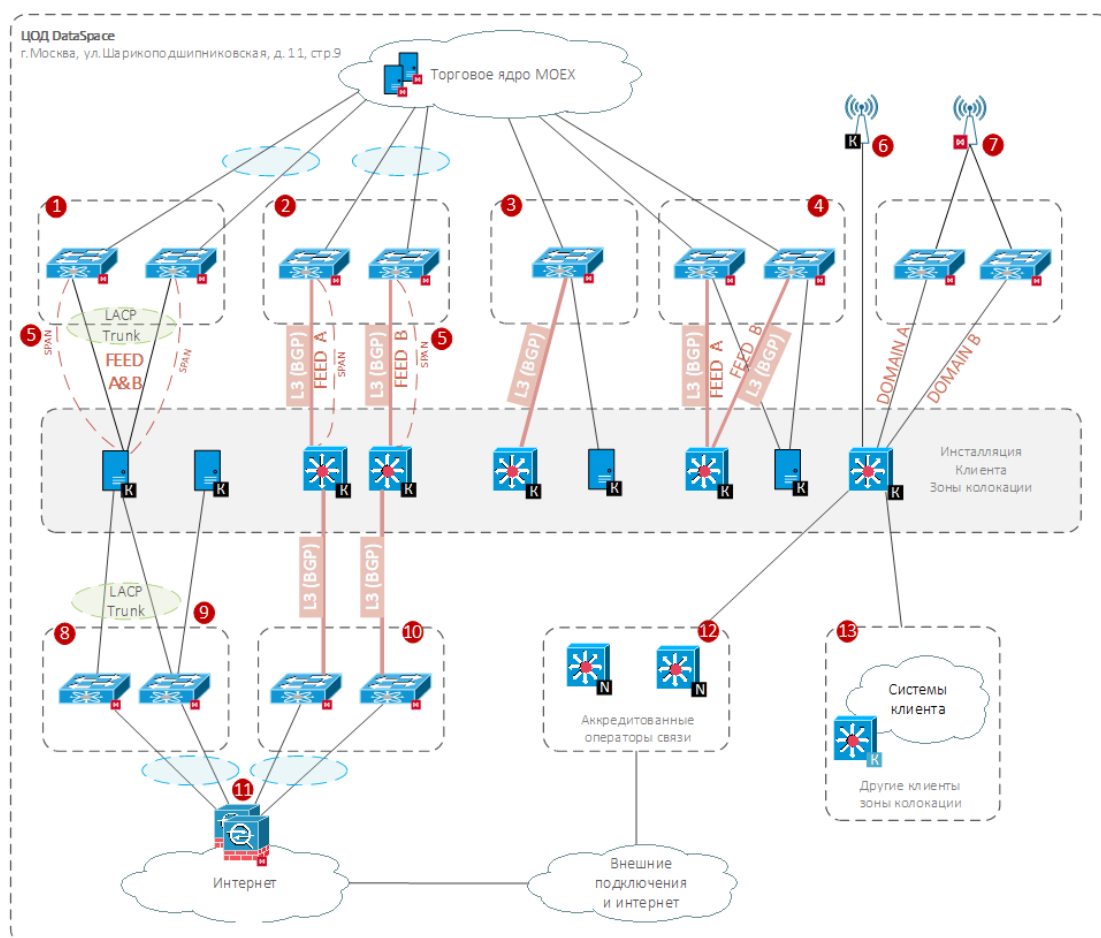 ЦОД DataSpace
г.Москва, ул.Шарикоподшипниковская, д. 11, стр.9
Торговое ядро MOEX
К
6
7
1
2
3
4
5
SPAN
LACP
Trunk
FEED
A&B
SPAN
L3 (BGP)
FEED A
SPAN
L3 (BGP)
FEED B
SPAN
5
L3 (BGP)
L3 (BGP)
FEED A
FEED B
L3 (BGP)
DOMAIN A
DOMAIN B
К
К
К
К
К
К
К
К
К
Инсталляция
Клиента
Зоны колокации
L3 (BGP)
L3 (BGP)
LACP
Trunk
9
8
10
12
13
N
N
Аккредитованные
операторы связи
Системы
клиента
К
Другие клиенты
зоны колокации
11
Интернет
Внешние
подключения
и интернет